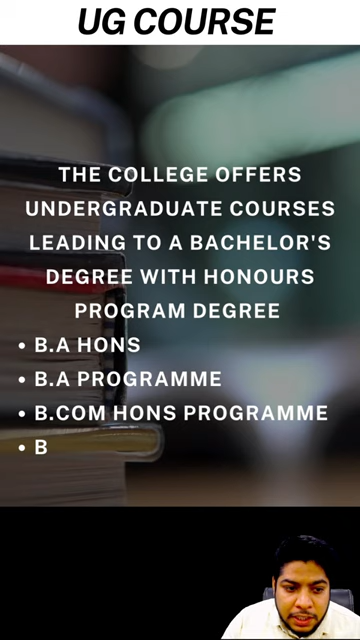 UG COURSE
THE COLLEGE OFFERS
UNDERGRADUATE COURSES
LEADING TO A BACHELOR'S
DEGREE WITH HONOURS
PROGRAM DEGREE
• B.A HONS
• B.A PROGRAMME
• B.COM HONS PROGRAMME
• B